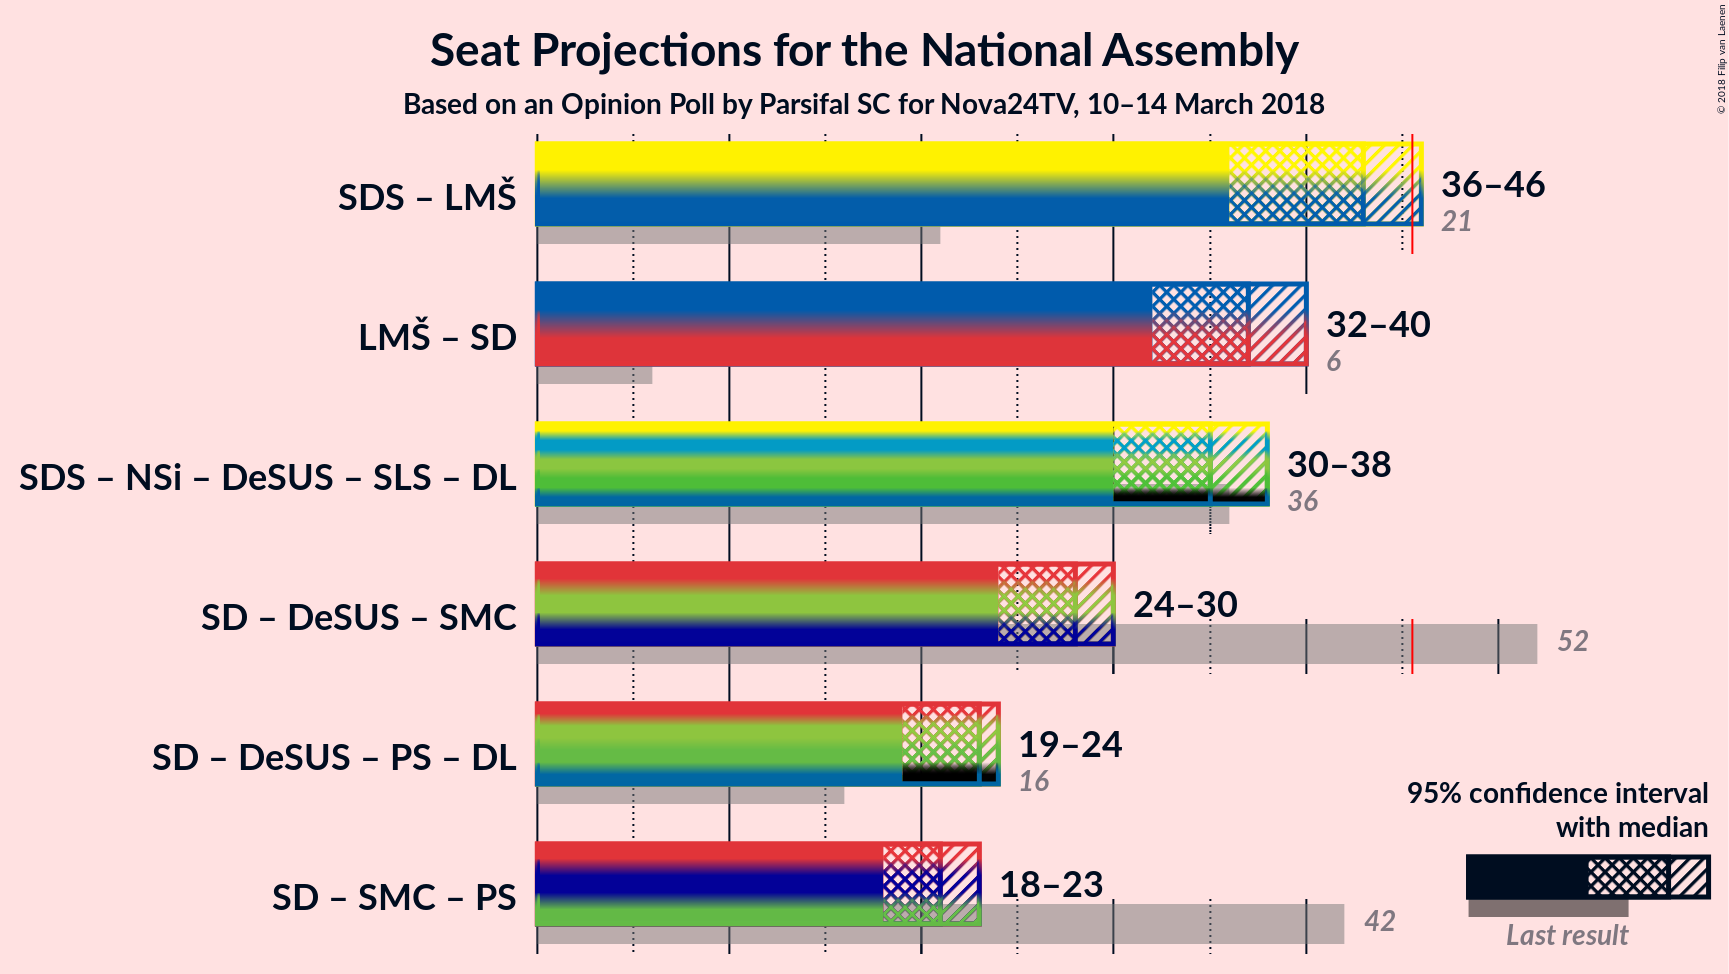 Seat Projections for the National Assembly
Based on an Opinion Poll by Parsifal SC for Nova24TV, 10–14 March 2018
© 2018 Filip van Laenen
SDS – LMŠ
36–46
21
LMŠ – SD
32–40
6
SDS – NSi – DeSUS – SLS – DL
30–38
36
SD – DeSUS – SMC
24–30
52
SD – DeSUS – PS – DL
19–24
16
SD – SMC – PS
18–23
42
95% confidence interval
with median
Last result